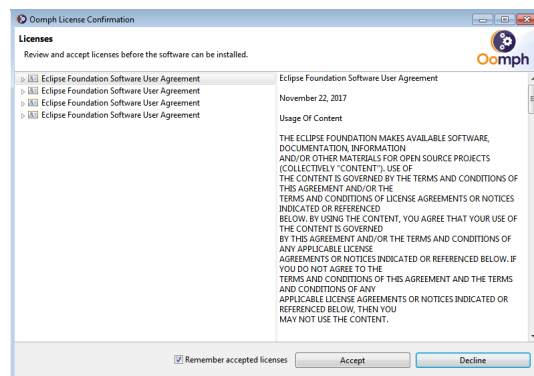 Oomph License Confirmation
Licenses
Review and accept licenses before the software can be installed.
Oomph
Eclipse Foundation Software User Agreement
Eclipse Foundation Software User Agreement
Eclipse Foundation Software User Agreement
Eclipse Foundation Software User Agreement
Eclipse Foundation Software User Agreement
November 22, 2017
Usage Of Content
THE ECLIPSE FOUNDATION MAKES AVAILABLE SOFTWARE,
DOCUMENTATION, INFORMATION
AND/OR OTHER MATERIALS FOR OPEN SOURCE PROJECTS
(COLLECTIVELY "CONTENT"). USE OF
THE CONTENT IS GOVERNED BY THE TERMS AND CONDITIONS OF
THIS AGREEMENT AND/OR THE
TERMS AND CONDITIONS OF LICENSE AGREEMENTS OR NOTICES
INDICATED OR REFERENCED
BELOW. BY USING THE CONTENT, YOU AGREE THAT YOUR USE OF
THE CONTENT IS GOVERNED
BY THIS AGREEMENT AND/OR THE TERMS AND CONDITIONS OF
ANY APPLICABLE LICENSE
AGREEMENTS OR NOTICES INDICATED OR REFERENCED BELOW. IF
YOU DO NOT AGREE TO THE
TERMS AND CONDITIONS OF THIS AGREEMENT AND THE TERMS
AND CONDITIONS OF ANY
APPLICABLE LICENSE AGREEMENTS OR NOTICES INDICATED OR
REFERENCED BELOW, THEN YOU
MAY NOT USE THE CONTENT.
Remember accepted licenses
Accept
Decline